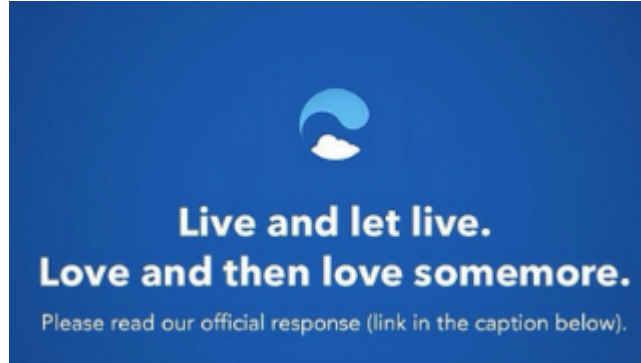 Live and let live.
Love and then love somemore.
Please read our official response (link in the caption below).